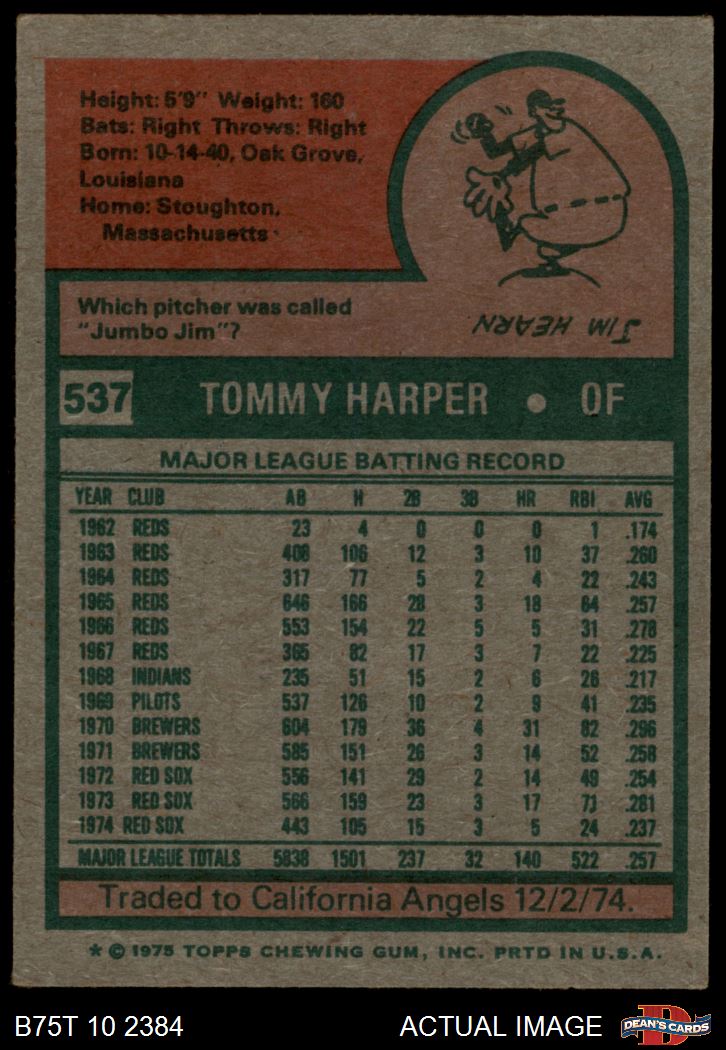 Height: 5'9" Weight: 160
Bats: Right Throws: Right
Born: 10-14-40, Oak Grove,
Louisiana
Home: Stoughton,
Massachusetts
Which pitcher was called
"Jumbo Jim"?
JIM HEARN
537 TOMMY HARPER • OF
MAJOR LEAGUE BATTING RECORD
YEAR CLUB AB H 2B 3B HR RBI AVG
1962 REDS 23 4 0 0 0 1 .174
1963 REDS 408 106 12 3 10 37 .260
1964 REDS 317 77 5 2 4 22 .243
1965 REDS 646 166 28 3 18 64 .257
1966 REDS 553 154 22 5 5 31 .278
1967 REDS 365 82 17 3 7 22 .225
1968 INDIANS 235 51 15 2 6 26 .217
1969 PILOTS 537 126 10 2 9 41 .235
1970 BREWERS 604 179 36 4 31 82 .296
1971 BREWERS 585 151 26 3 14 52 .258
1972 RED SOX 556 141 29 2 14 49 .254
1973 RED SOX 566 159 23 3 17 71 .281
1974 RED SOX 443 105 15 3 5 24 .237
MAJOR LEAGUE TOTALS 5838 1501 237 32 140 522 .257
Traded to California Angels 12/2/74.
* © 1975 TOPPS CHEWING GUM, INC. PRTD IN U.S.A.
B75T 10 2384 ACTUAL IMAGE DEAN'S CARDS